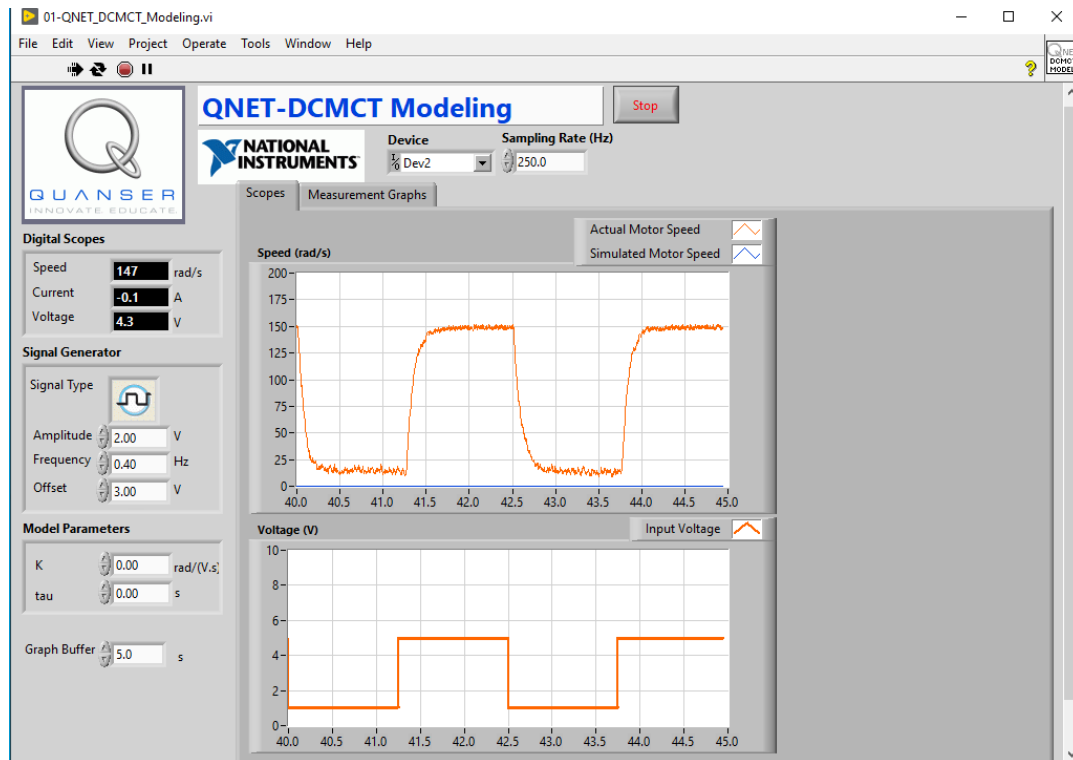 01-QNET_DCMCT_Modeling.vi
File Edit View Project Operate Tools Window Help
QNET-DCMCT Modeling
Stop
QNE
DCMCT
MODEL
QUANSER
INNOVATE. EDUCATE.
NATIONAL
INSTRUMENTS
Device
Dev2
Sampling Rate (Hz)
250.0
Scopes Measurement Graphs
Digital Scopes
Speed 147 rad/s
Current -0.1 A
Voltage 4.3 V
Signal Generator
Signal Type
Amplitude 2.00 V
Frequency 0.40 Hz
Offset 3.00 V
Model Parameters
K 0.00 rad/(V.s)
tau 0.00 s
Graph Buffer 5.0 s
Actual Motor Speed
Simulated Motor Speed
Speed (rad/s)
200
175
150
125
100
75
50
25
0
40.0 40.5 41.0 41.5 42.0 42.5 43.0 43.5 44.0 44.5 45.0
Voltage (V)
Input Voltage
10
8
6
4
2
0
40.0 40.5 41.0 41.5 42.0 42.5 43.0 43.5 44.0 44.5 45.0